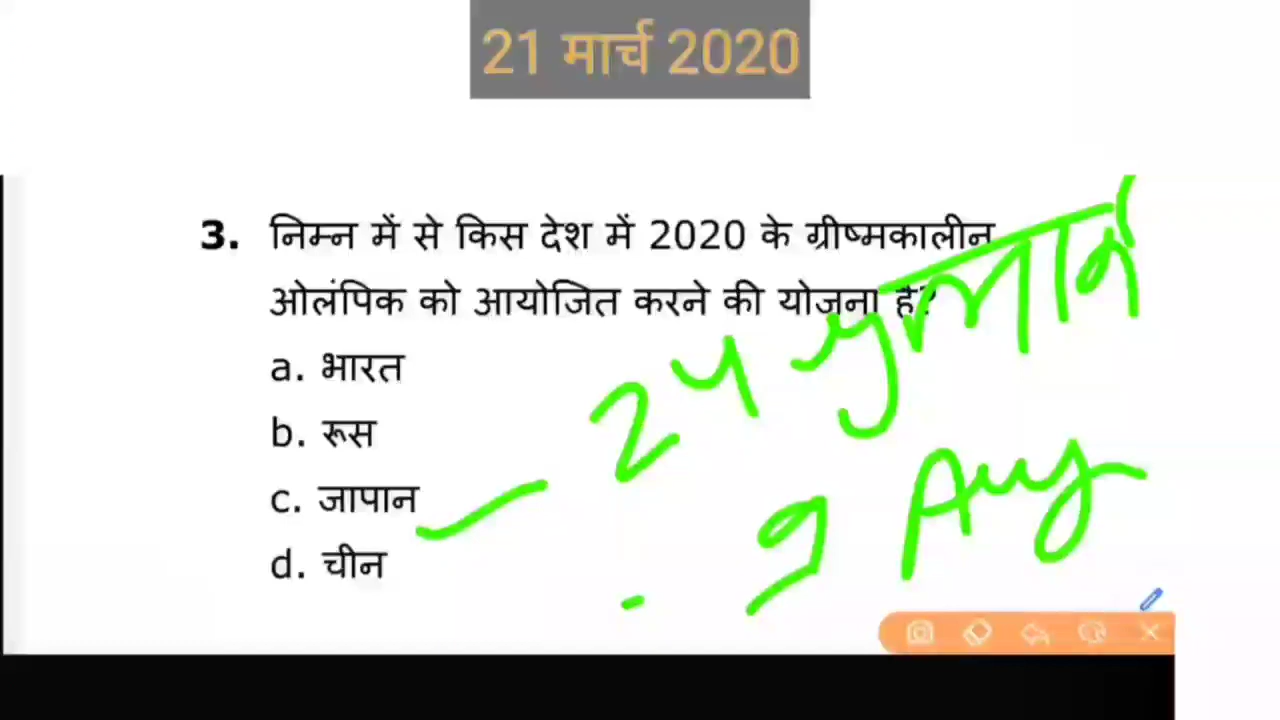 21 मार्च 2020
3. निम्न में से किस देश में 2020 के ग्रीष्मकालीन
ओलंपिक को आयोजित करने की योजना है?
a. भारत
b. रूस
c. जापान
d. चीन
24 जुलाई
9 Aug